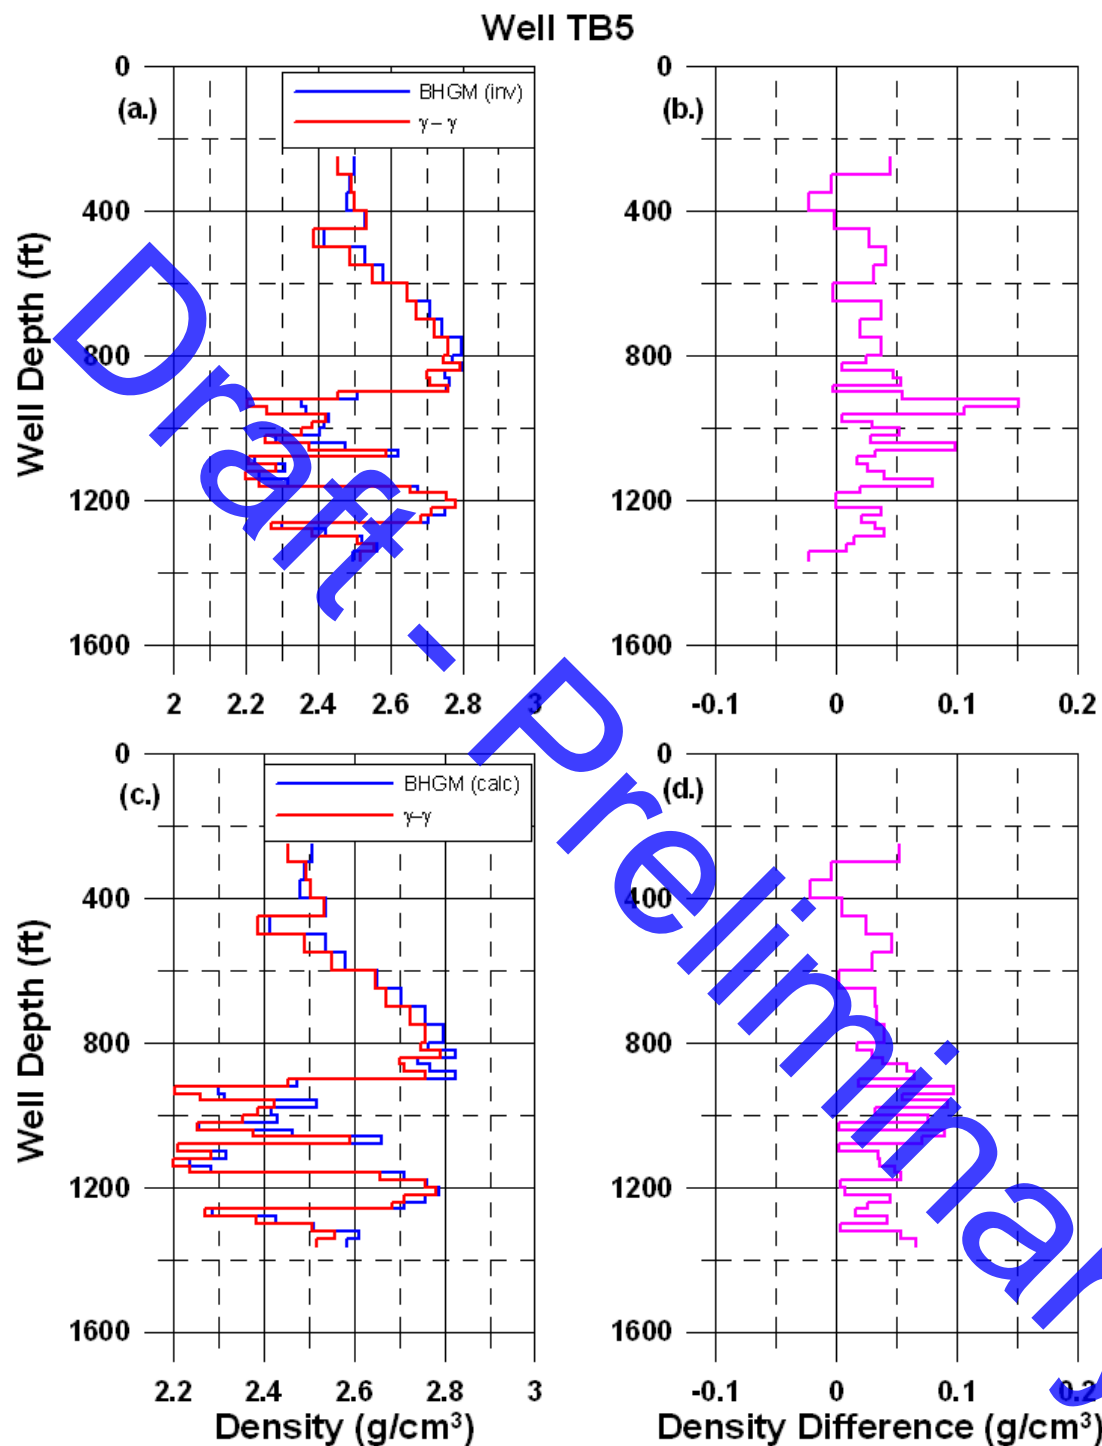 Well TB5
(a.)
BHGM (inv)
γ – γ
0
400
800
1200
1600
Well Depth (ft)
2 2.2 2.4 2.6 2.8 3
(b.)
0
400
800
1200
1600
-0.1 0 0.1 0.2
(c.)
BHGM (calc)
γ–γ
0
400
800
1200
1600
Well Depth (ft)
2.2 2.4 2.6 2.8 3
Density (g/cm³)
(d.)
0
400
800
1200
1600
-0.1 0 0.1 0.2
Density Difference (g/cm³)
Draft - Preliminary